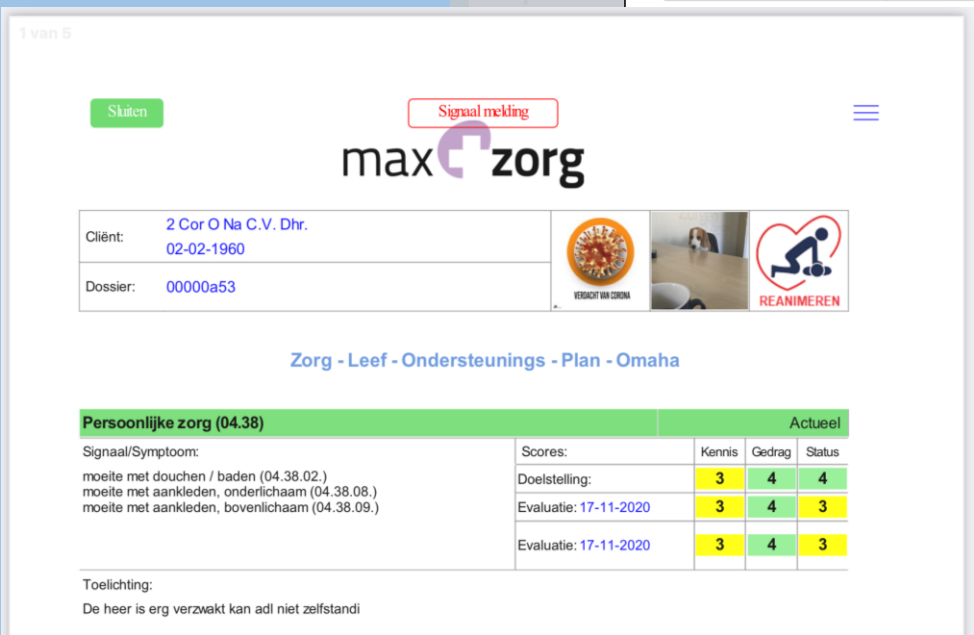 1 van 5
Sluiten
Signaal melding
max zorg
Cliënt: 2 Cor O Na C.V. Dhr.
02-02-1960
Dossier: 00000a53
VERDACHT VAN CORONA
REANIMEREN
Zorg - Leef - Ondersteunings - Plan - Omaha
Persoonlijke zorg (04.38) Actueel
Signaal/Symptoom: Scores: Kennis Gedrag Status
moeite met douchen / baden (04.38.02.)
moeite met aankleden, onderlichaam (04.38.08.)
moeite met aankleden, bovenlichaam (04.38.09.)
Doelstelling: 3 4 4
Evaluatie: 17-11-2020 3 4 3
Evaluatie: 17-11-2020 3 4 3
Toelichting:
De heer is erg verzwakt kan adl niet zelfstandi